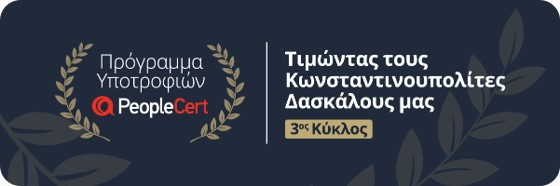 Πρόγραμμα
Υποτροφιών
PeopleCert
Τιμώντας τους
Κωνσταντινουπολίτες
Δασκάλους μας
3ος Κύκλος